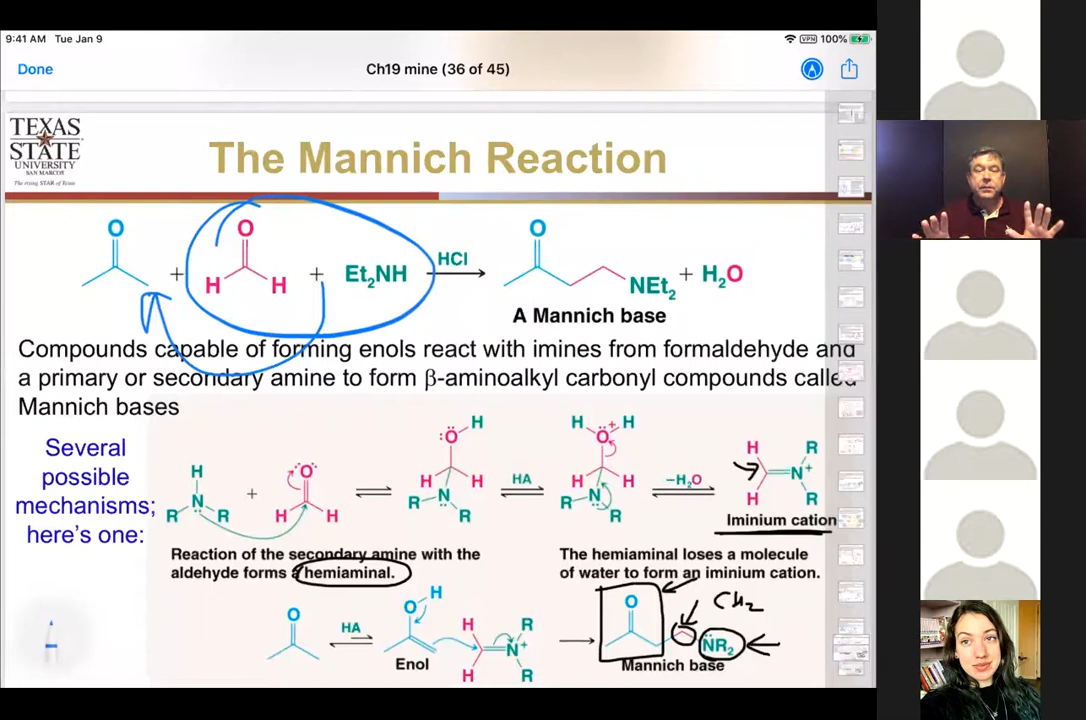 9:41 AM Tue Jan 9
VPN 100%
Done
Ch19 mine (36 of 45)
TEXAS
STATE
UNIVERSITY
SAN MARCOS
The rising STAR of Texas
The Mannich Reaction
O
+
O
H H
+
Et2NH
HCl
O
NEt2
+ H2O
A Mannich base
Compounds capable of forming enols react with imines from formaldehyde and
a primary or secondary amine to form β-aminoalkyl carbonyl compounds called
Mannich bases
Several
possible
mechanisms;
here's one:
H
R N R
+
O
H H
H
:O
H H
R N
R
HA
H + H
O
H H
R N
R
−H2O
H R
N+
H R
Iminium cation
Reaction of the secondary amine with the
aldehyde forms a hemiaminal.
The hemiaminal loses a molecule
of water to form an iminium cation.
O
HA
H
O
Enol
H R
N+
H R
O
CH2
NR2
Mannich base